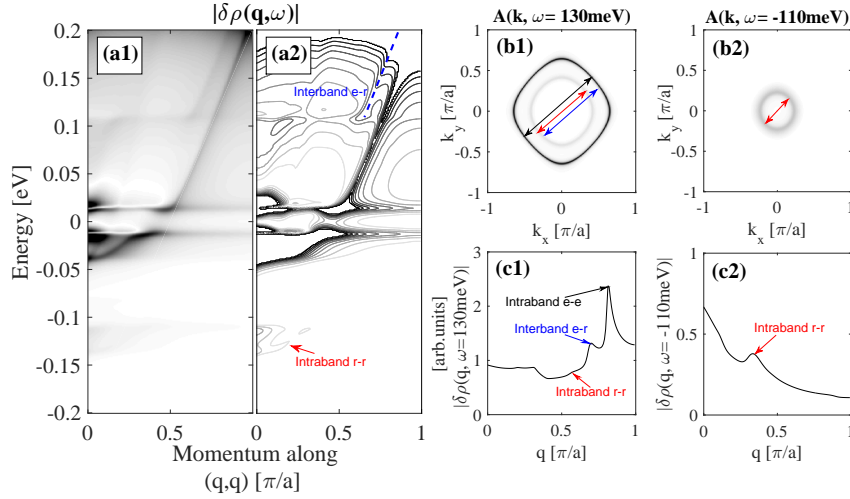 |δρ(q,ω)|
(a1)
(a2)
Interband e-r
Intraband r-r
Energy [eV]
0.2
0.15
0.1
0.05
0
-0.05
-0.1
-0.15
-0.2
0 0.5 0 0.5 1
Momentum along
(q,q) [π/a]
A(k, ω= 130meV)
(b1)
k_y [π/a]
1
0.5
0
-0.5
-1
-1 0 1
k_x [π/a]
A(k, ω= -110meV)
(b2)
k_y [π/a]
1
0.5
0
-0.5
-1
-1 0 1
k_x [π/a]
(c1)
[arb.units]
|δρ(q, ω=130meV)|
3
2
1
0
Intraband e-e
Interband e-r
Intraband r-r
0 0.5 1
q [π/a]
(c2)
|δρ(q, ω= -110meV)|
1
0.5
0
Intraband r-r
0 0.5 1
q [π/a]